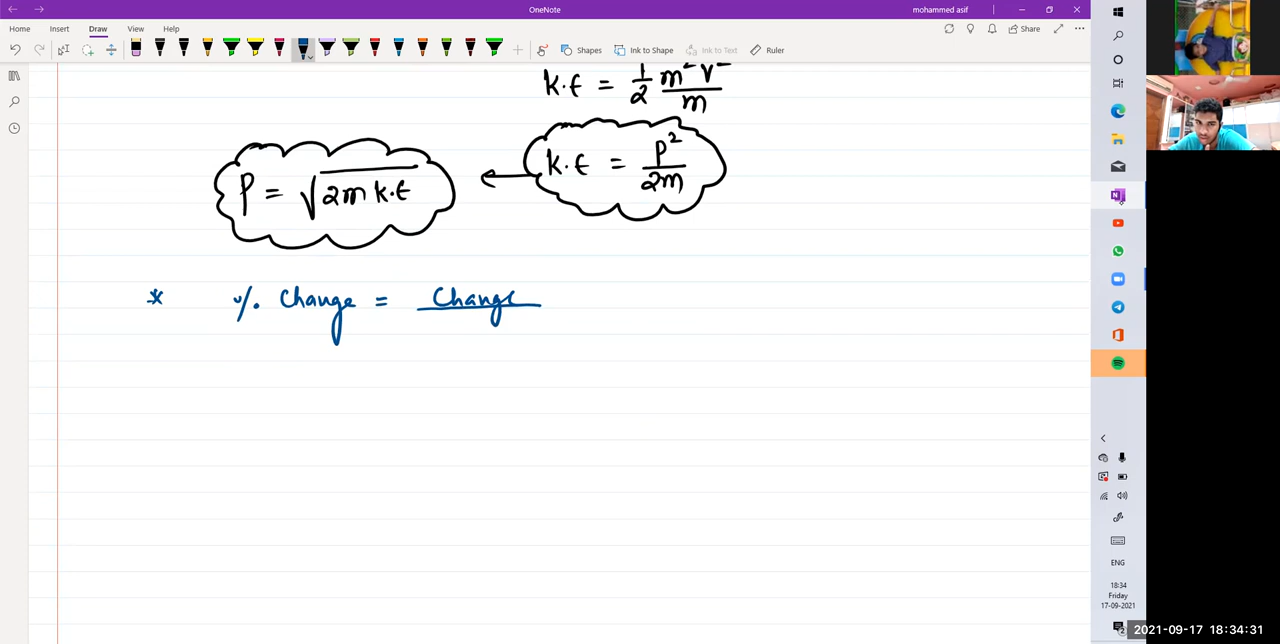 OneNote
mohammed asif
Home Insert Draw View Help
Share
Shapes Ink to Shape Ink to Text Ruler
K.E = 1/2 m²v²/m
P = √2m K.E ← K.E = P²/2m
* % Change = Change
ENG
18:34
Friday
17-09-2021
2021-09-17 18:34:31